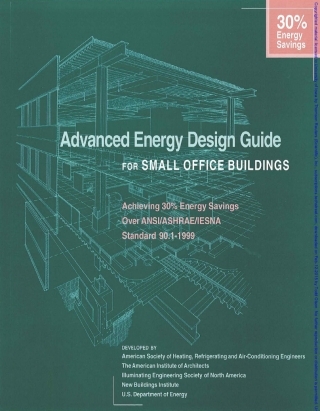 30%
Energy
Savings
Advanced Energy Design Guide
FOR SMALL OFFICE BUILDINGS
Achieving 30% Energy Savings
Over ANSI/ASHRAE/IESNA
Standard 90.1-1999
DEVELOPED BY
American Society of Heating, Refrigerating and Air-Conditioning Engineers
The American Institute of Architects
Illuminating Engineering Society of North America
New Buildings Institute
U.S. Department of Energy